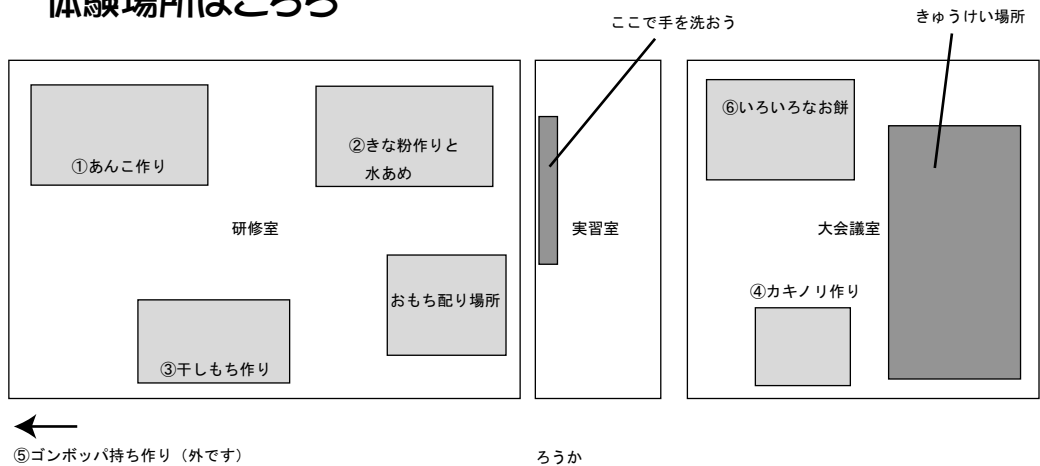 体験場所はこちら
ここで手を洗おう
きゅうけい場所
①あんこ作り
②きな粉作りと
水あめ
⑥いろいろなお餅
研修室
実習室
大会議室
おもち配り場所
④カキノリ作り
③干しもち作り
⑤ゴンボッパ持ち作り（外です）
ろうか